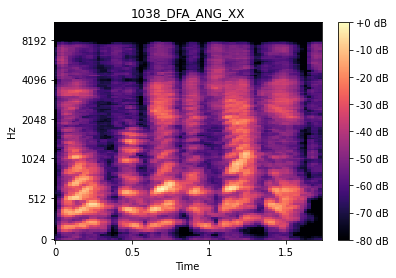 1038_DFA_ANG_XX
+0 dB
8192
-10 dB
4096
-20 dB
-30 dB
2048
Hz
-40 dB
1024
-50 dB
512
-60 dB
-70 dB
0
-80 dB
0
0.5
1
1.5
Time